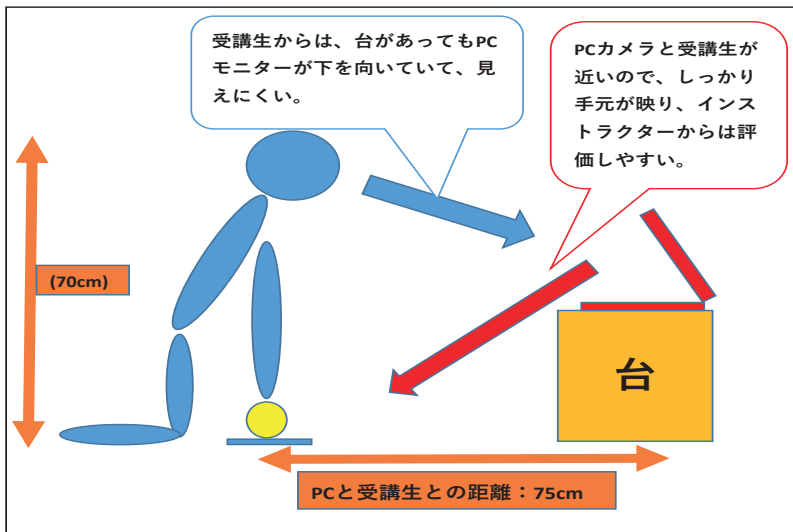 受講生からは、台があってもPC
モニターが下を向いていて、見
えにくい。
PCカメラと受講生が
近いので、しっかり
手元が映り、インス
トラクターからは評
価しやすい。
(70cm)
台
PCと受講生との距離：75cm